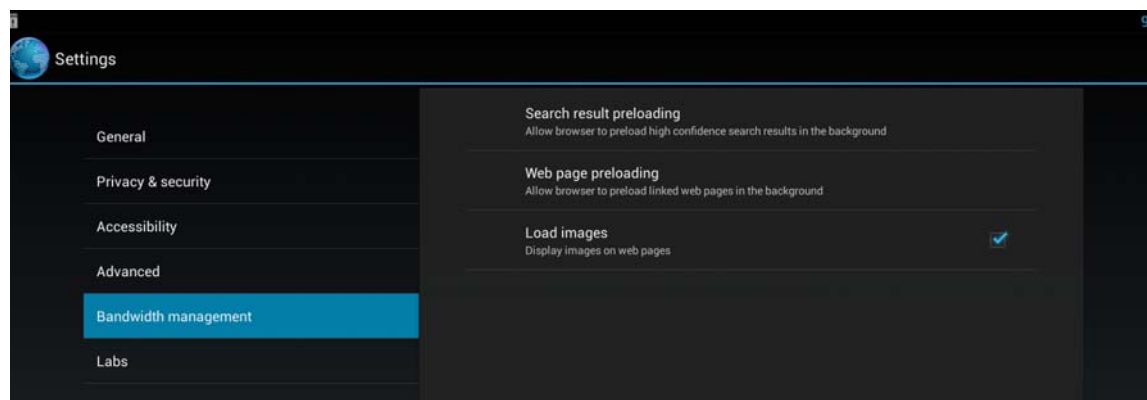 Settings
General
Privacy & security
Accessibility
Advanced
Bandwidth management
Labs
Search result preloading
Allow browser to preload high confidence search results in the background
Web page preloading
Allow browser to preload linked web pages in the background
Load images
Display images on web pages